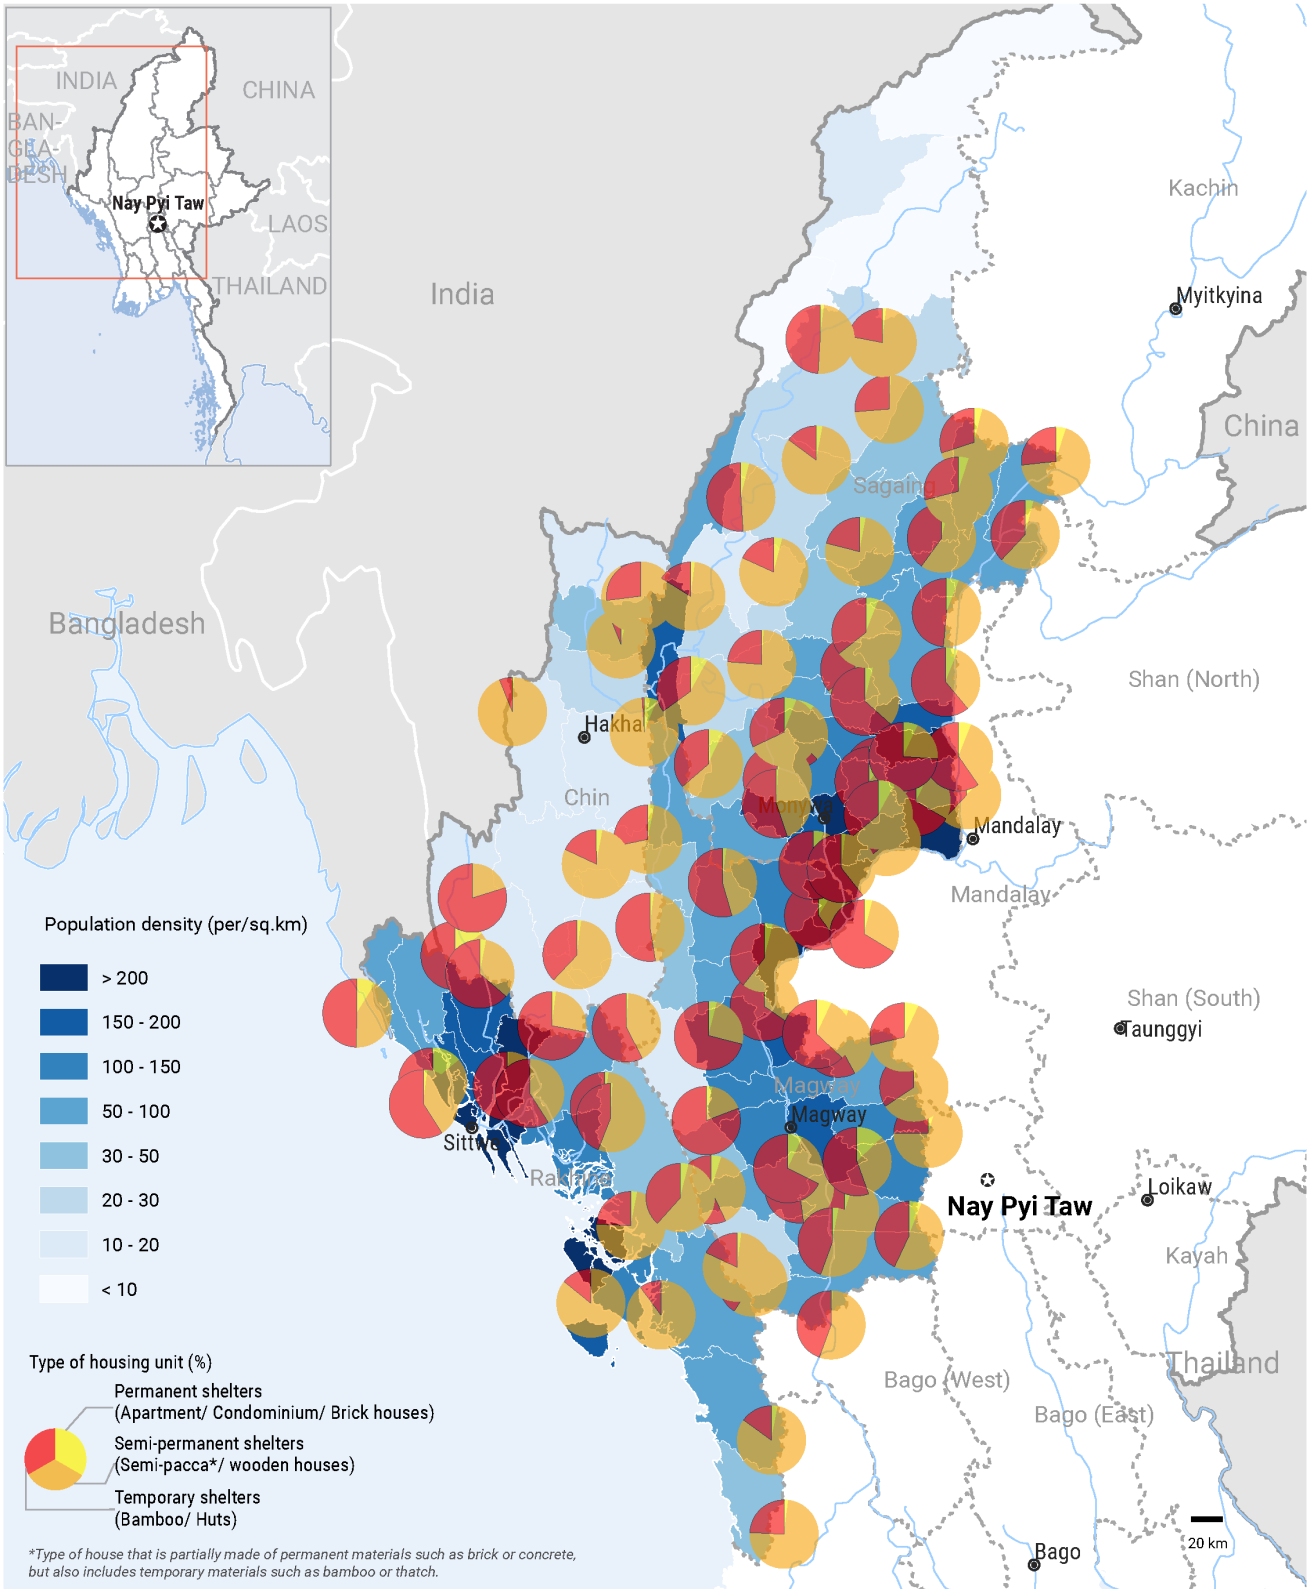 INDIA
CHINA
BAN-
GLA-
DESH
Nay Pyi Taw
LAOS
THAILAND
Kachin
Myitkyina
India
China
Sagaing
Bangladesh
Shan (North)
Hakha
Chin
Monywa
Mandalay
Mandalay
Shan (South)
Taunggyi
Magway
Magway
Sittwe
Rakhine
Nay Pyi Taw
Loikaw
Kayah
Thailand
Bago (West)
Bago (East)
Bago
20 km
Population density (per/sq.km)
> 200
150 - 200
100 - 150
50 - 100
30 - 50
20 - 30
10 - 20
< 10
Type of housing unit (%)
Permanent shelters
(Apartment/ Condominium/ Brick houses)
Semi-permanent shelters
(Semi-pacca*/ wooden houses)
Temporary shelters
(Bamboo/ Huts)
*Type of house that is partially made of permanent materials such as brick or concrete,
but also includes temporary materials such as bamboo or thatch.